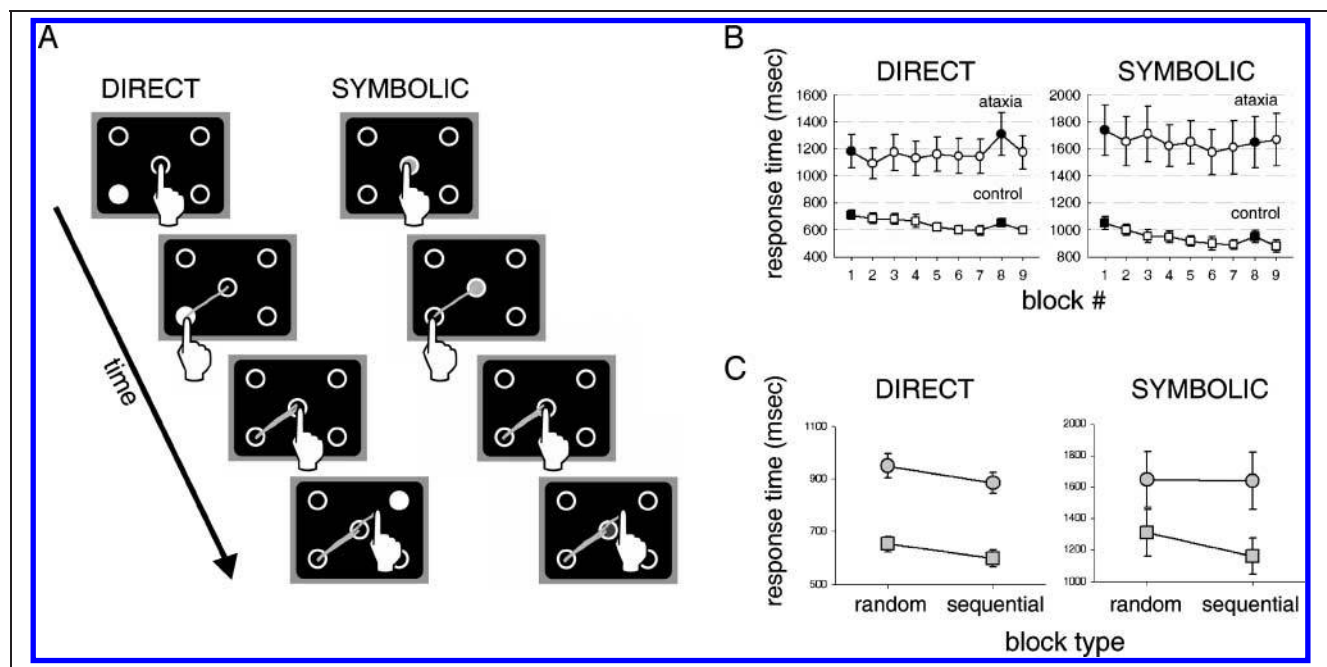 A
DIRECT SYMBOLIC
time
B
DIRECT SYMBOLIC
response time (msec)
1600
1400
1200
1000
800
600
400
ataxia
control
1 2 3 4 5 6 7 8 9
2000
1800
1600
1400
1200
1000
800
ataxia
control
1 2 3 4 5 6 7 8 9
block #
C
DIRECT SYMBOLIC
response time (msec)
1100
900
700
500
random sequential
2000
1800
1600
1400
1200
1000
random sequential
block type